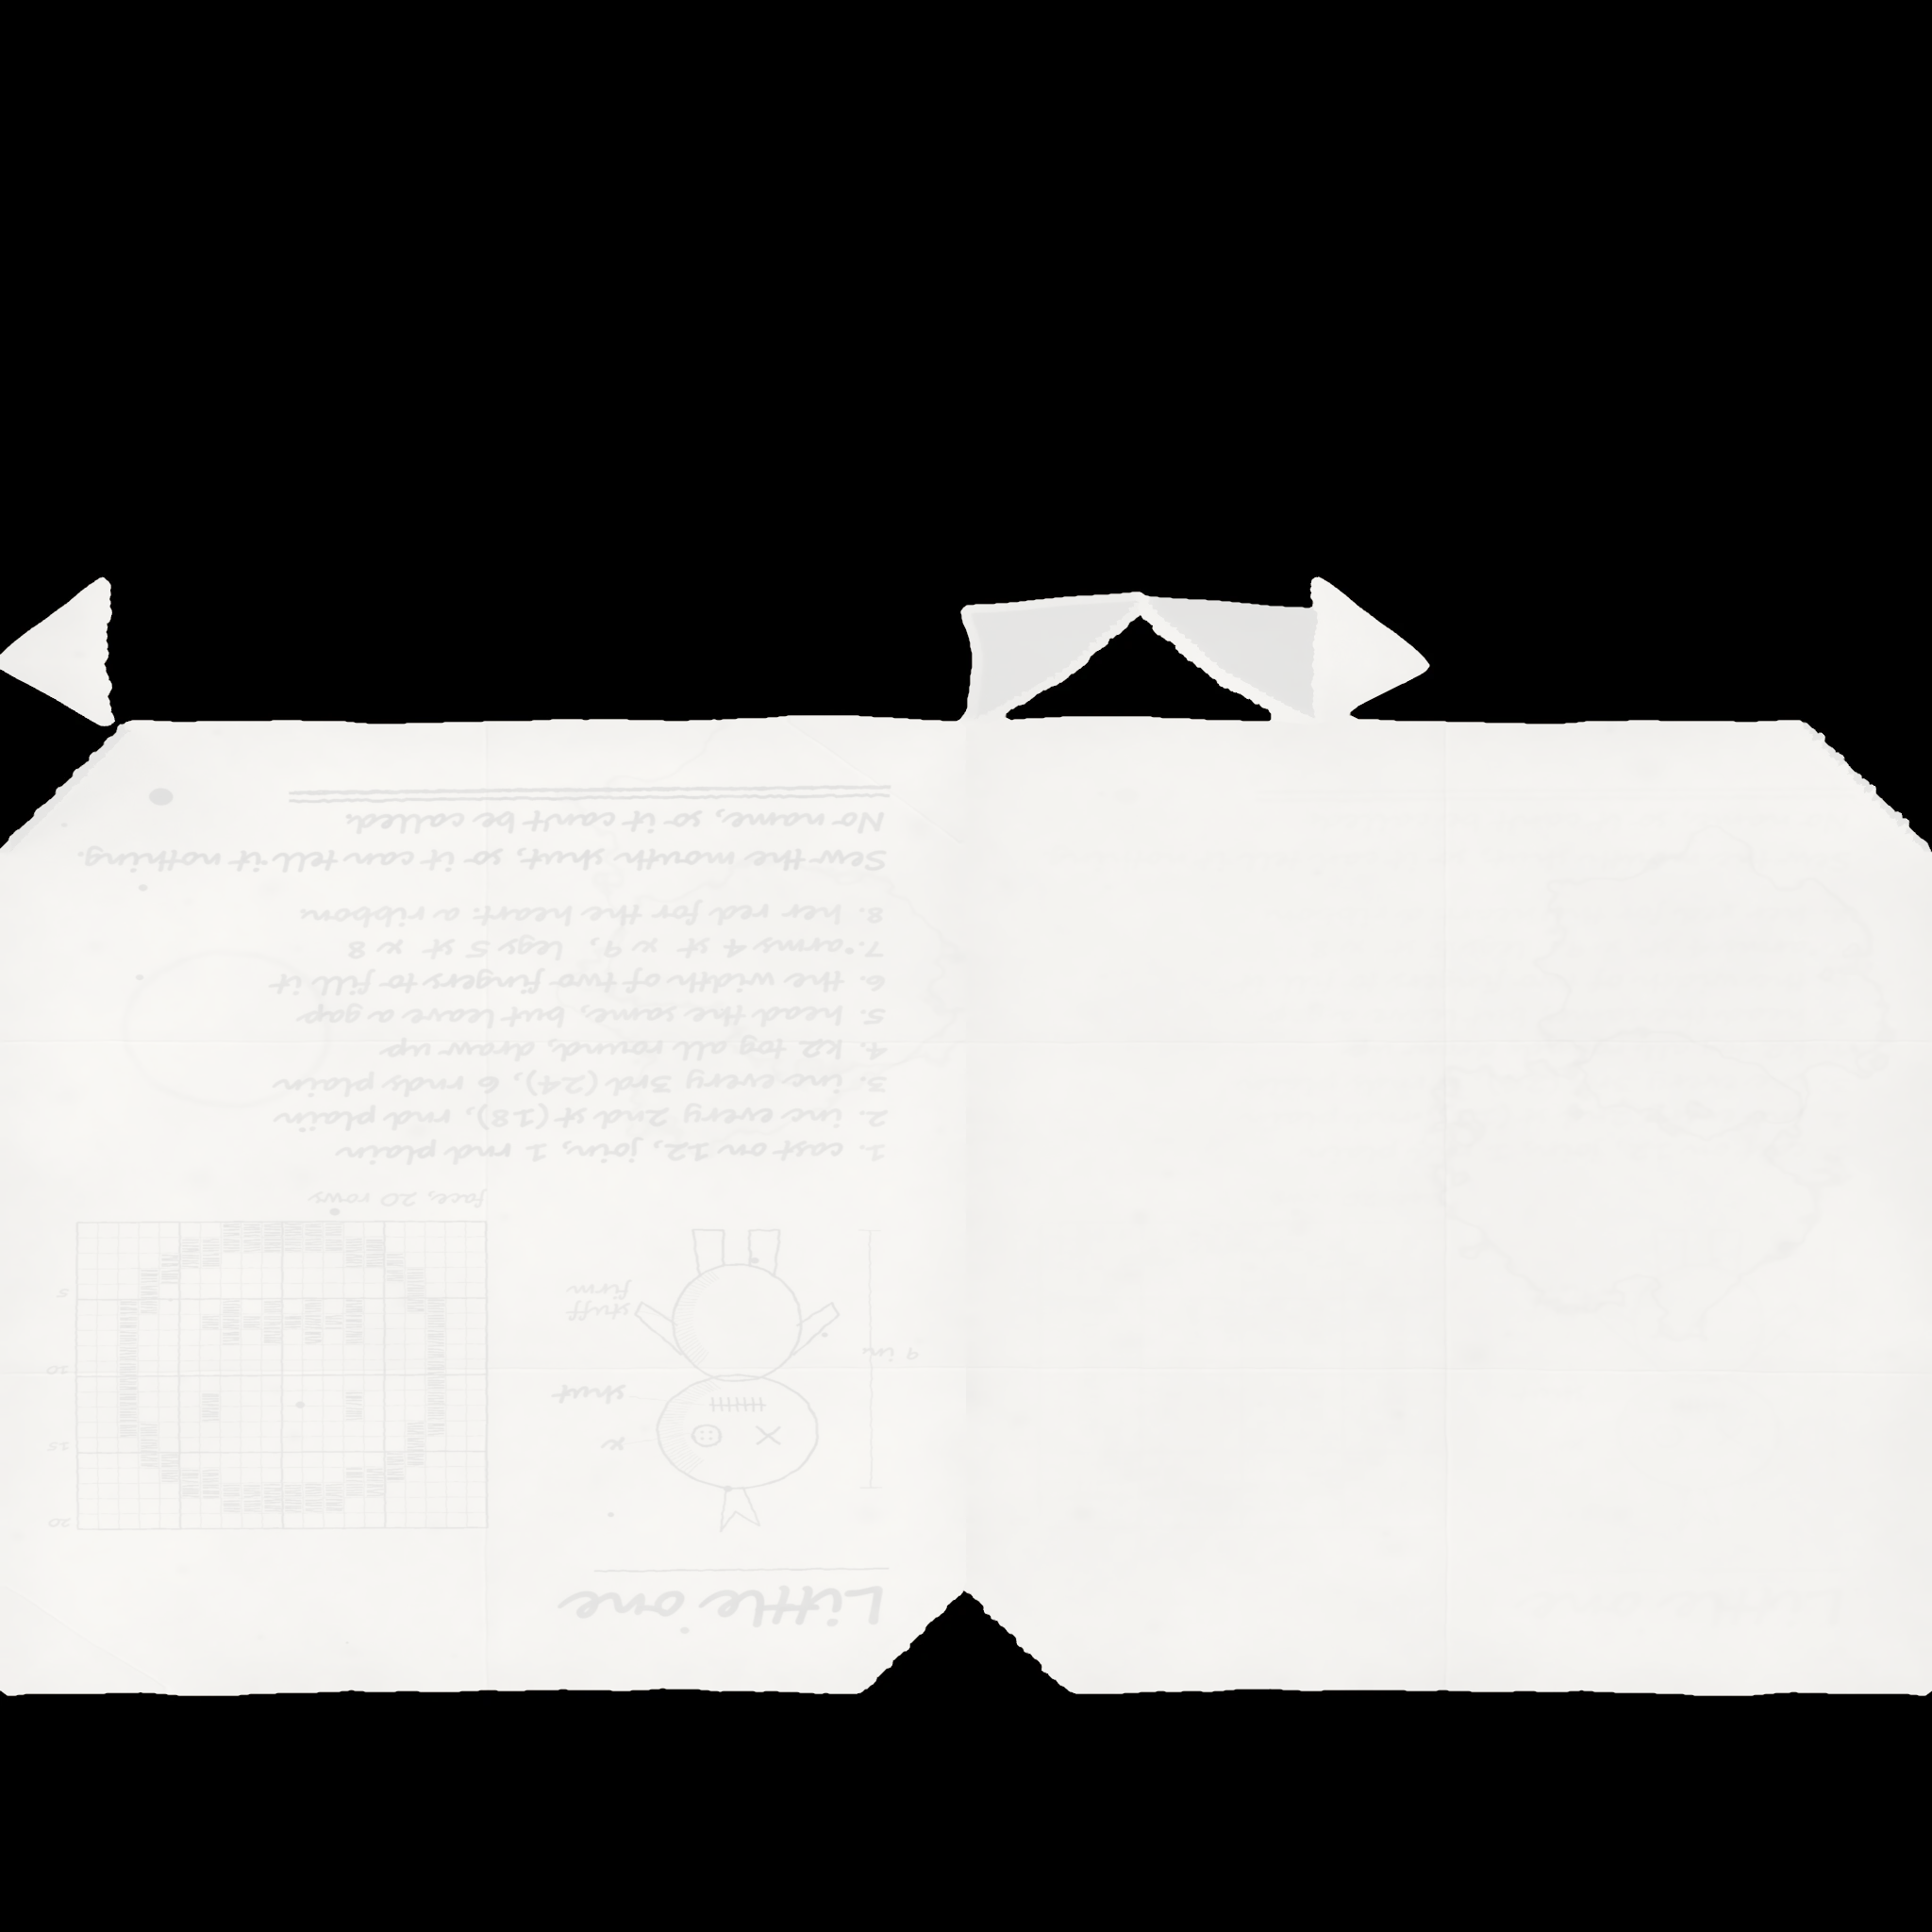 Little one
9 in
x
shut
stuff
firm
20
15
10
5
face, 20 rows
1. cast on 12, join, 1 rnd plain
2. inc every 2nd st (18), rnd plain
3. inc every 3rd (24), 6 rnds plain
4. k2 tog all round, draw up
5. head the same, but leave a gap
6. the width of two fingers to fill it
7. arms 4 st x 9, legs 5 st x 8
8. her red for the heart: a ribbon
Sew the mouth shut, so it can tell it nothing.
No name, so it can't be called.